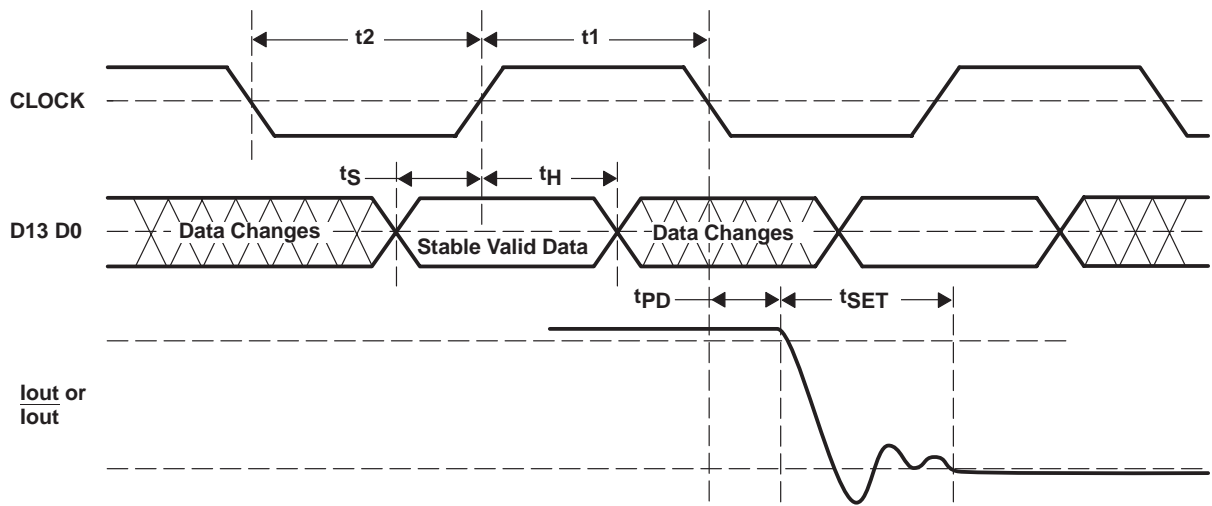 t2
t1
CLOCK
tS
tH
D13 D0
Data Changes
Stable Valid Data
Data Changes
tPD
tSET
Iout or
Iout